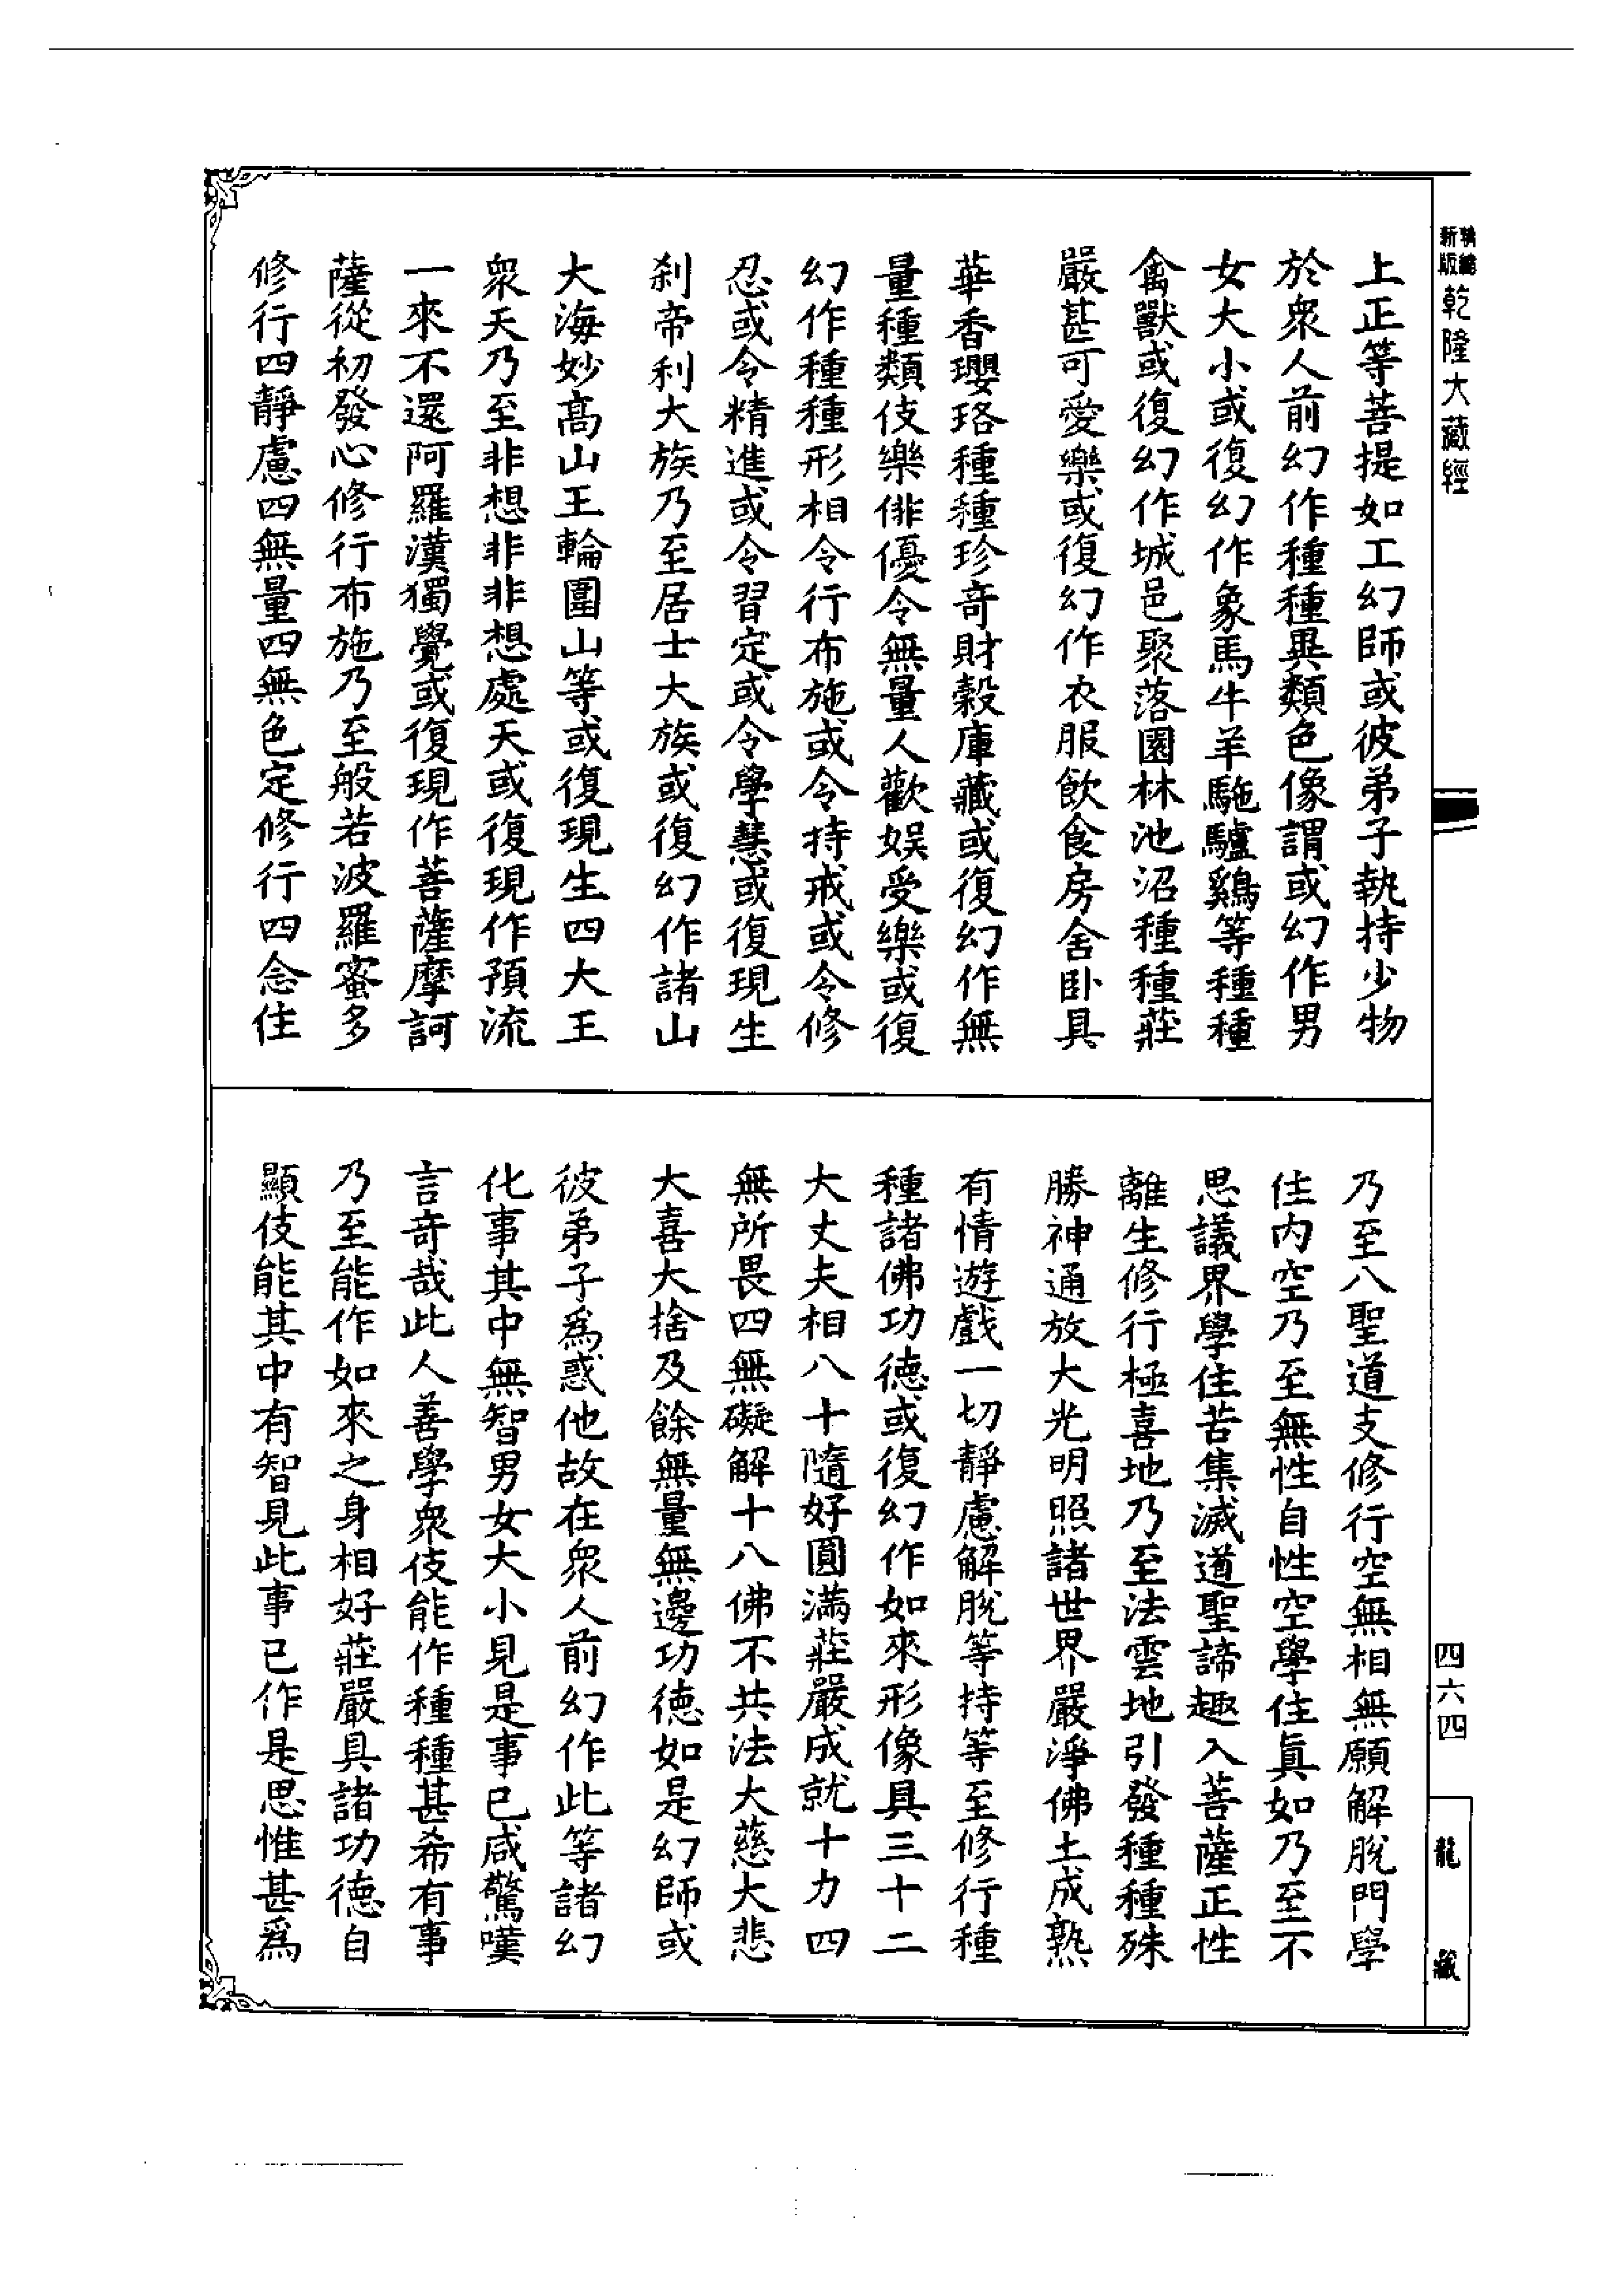 新版
乾隆大藏經
上正等菩提如工幻師或彼弟子執持少物
於衆人前幻作種種異類色像謂或幻作男
女大小或復幻作象馬牛羊駞驢鷄等種種
禽獸或復幻作城邑聚落園林池沼種種莊
嚴甚可愛樂或復幻作衣服飲食房舍卧具
華香瓔珞種種珍奇財穀庫藏或復幻作無
量種類伎樂俳優令無量人歡娛受樂或復
幻作種種形相令行布施或令持戒或令修
忍或令精進或令習定或令學慧或復現生
刹帝利大族乃至居士大族或復幻作諸山
大海妙高山王輪圍山等或復現生四大王
衆天乃至非想非非想處天或復現作預流
一來不還阿羅漢獨覺或復現作菩薩摩訶
薩從初發心修行布施乃至般若波羅蜜多
修行四靜慮四無量四無色定修行四念住
乃至八聖道支修行空無相無願解脫門學
住內空乃至無性自性空學住眞如乃至不
思議界學住苦集滅道聖諦趣入菩薩正性
離生修行極喜地乃至法雲地引發種種殊
勝神通放大光明照諸世界嚴淨佛土成熟
有情遊戲一切靜慮解脫等持等至修行種
種諸佛功德或復幻作如來形像具三十二
大丈夫相八十隨好圓滿莊嚴成就十力四
無所畏四無礙解十八佛不共法大慈大悲
大喜大捨及餘無量無邊功德如是幻師或
彼弟子爲惑他故在衆人前幻作此等諸幻
化事其中無智男女大小見是事已咸驚嘆
言奇哉此人善學衆伎能作種種甚希有事
乃至能作如來之身相好莊嚴具諸功德自
顯伎能其中有智見此事已作是思惟甚爲
四六四
龍藏